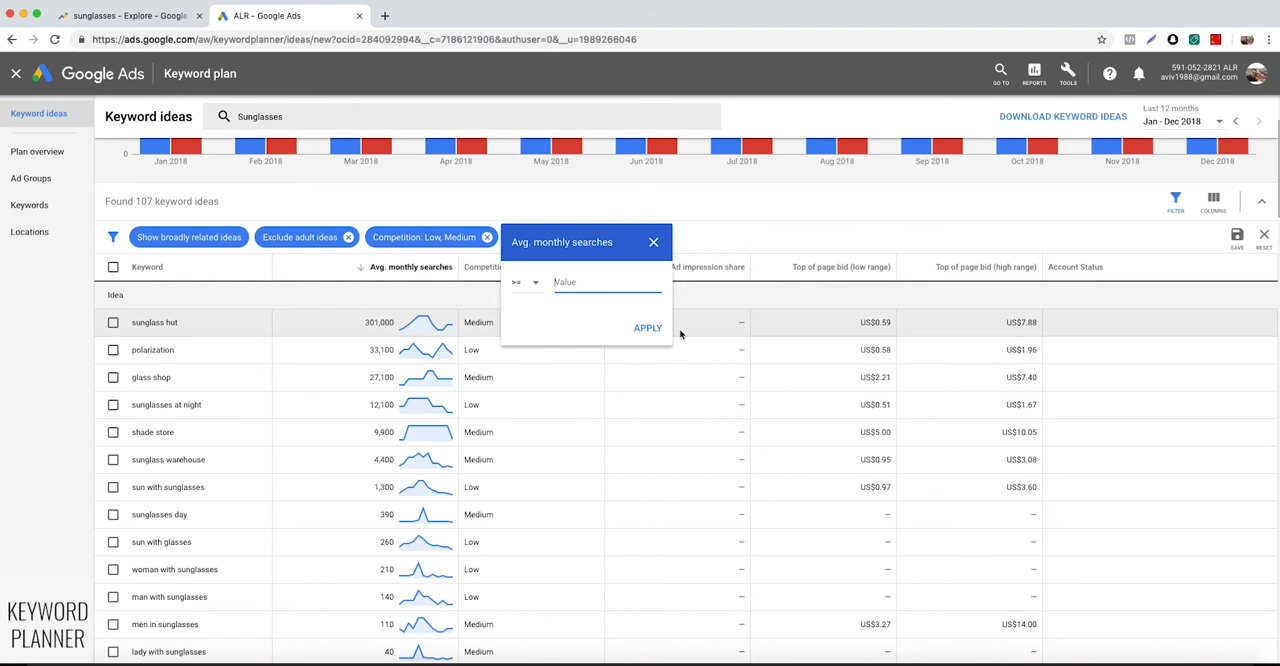 sunglasses - Explore - Google
ALR - Google Ads
https://ads.google.com/aw/keywordplanner/ideas/new?ocid=284092994&__c=7186121906&authuser=0&__u=1989266046
Google Ads
Keyword plan
GO TO
REPORTS
TOOLS
591-052-2821 ALR
aviv1988@gmail.com
Keyword ideas
Plan overview
Ad Groups
Keywords
Locations
Keyword ideas
Sunglasses
DOWNLOAD KEYWORD IDEAS
Last 12 months
Jan - Dec 2018
0
Jan 2018 Feb 2018 Mar 2018 Apr 2018 May 2018 Jun 2018 Jul 2018 Aug 2018 Sep 2018 Oct 2018 Nov 2018 Dec 2018
Found 107 keyword ideas
FILTER
COLUMNS
Show broadly related ideas
Exclude adult ideas
Competition: Low, Medium
SAVE
RESET
Avg. monthly searches
>= Value
APPLY
Keyword Avg. monthly searches Competiti Ad impression share Top of page bid (low range) Top of page bid (high range) Account Status
Idea
sunglass hut 301,000 Medium – US$0.59 US$7.88
polarization 33,100 Low – US$0.58 US$1.96
glass shop 27,100 Medium – US$2.21 US$7.40
sunglasses at night 12,100 Low – US$0.51 US$1.67
shade store 9,900 Medium – US$5.00 US$10.05
sunglass warehouse 4,400 Medium – US$0.95 US$3.08
sun with sunglasses 1,300 Low – US$0.97 US$3.60
sunglasses day 390 Medium – – –
sun with glasses 260 Low – – –
woman with sunglasses 210 Low – – –
man with sunglasses 140 Low – – –
men in sunglasses 110 Medium – US$3.27 US$14.00
lady with sunglasses 40 Medium – – –
KEYWORD
PLANNER